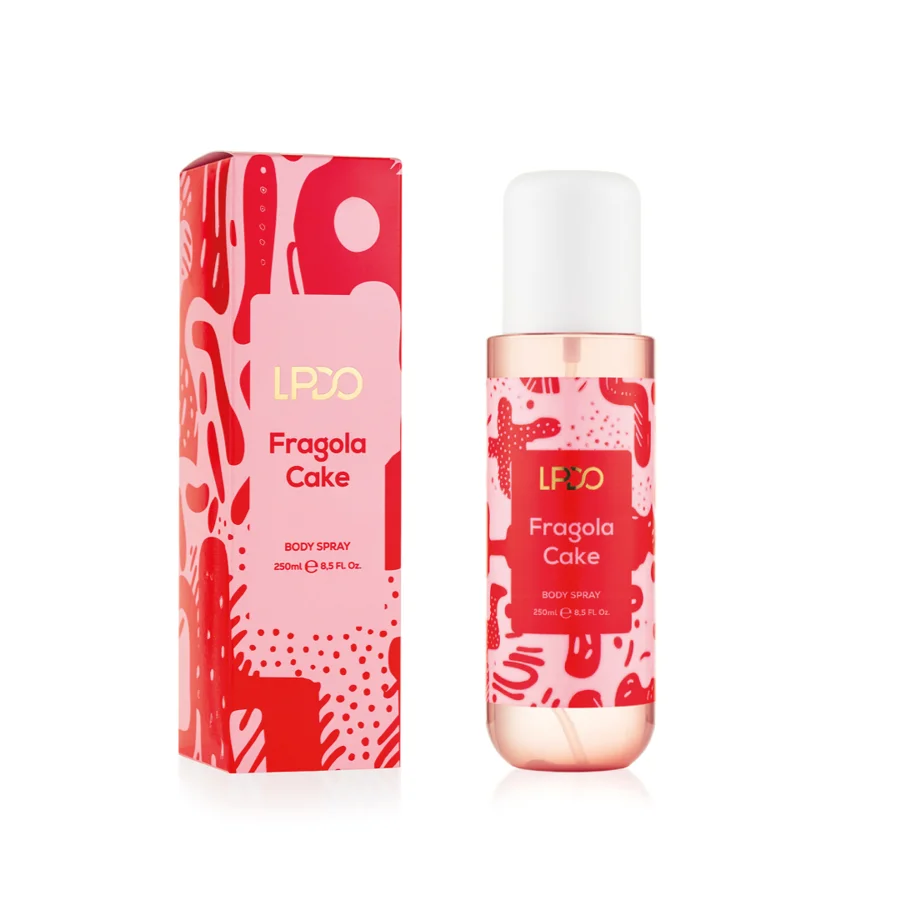 LPDO
Fragola
Cake
BODY SPRAY
250ml ℮ 8,5 FL Oz.
LPDO
Fragola
Cake
BODY SPRAY
250ml ℮ 8,5 FL Oz.